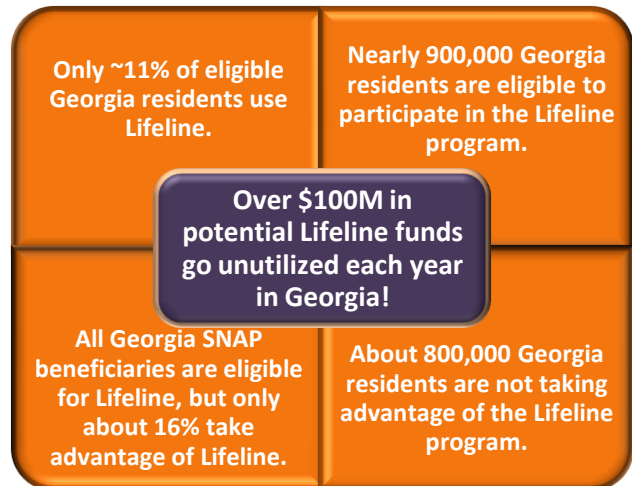 Only ~11% of eligible
Georgia residents use
Lifeline.
Nearly 900,000 Georgia
residents are eligible to
participate in the Lifeline
program.
Over $100M in
potential Lifeline funds
go unutilized each year
in Georgia!
All Georgia SNAP
beneficiaries are eligible
for Lifeline, but only
about 16% take
advantage of Lifeline.
About 800,000 Georgia
residents are not taking
advantage of the Lifeline
program.